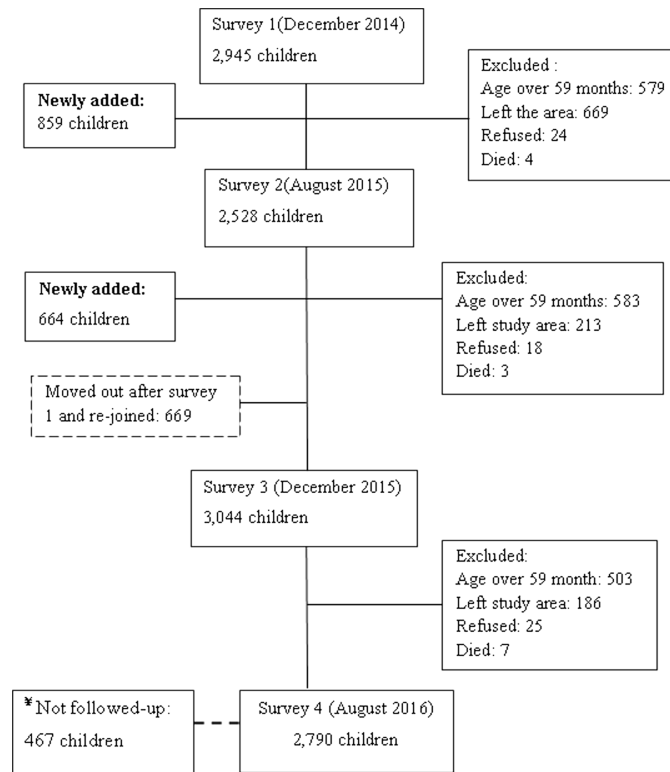 Survey 1(December 2014)
2,945 children
Newly added:
859 children
Excluded :
Age over 59 months: 579
Left the area: 669
Refused: 24
Died: 4
Survey 2(August 2015)
2,528 children
Newly added:
664 children
Excluded:
Age over 59 months: 583
Left study area: 213
Refused: 18
Died: 3
Moved out after survey
1 and re-joined: 669
Survey 3 (December 2015)
3,044 children
Excluded:
Age over 59 month: 503
Left study area: 186
Refused: 25
Died: 7
¥ Not followed-up:
467 children
Survey 4 (August 2016)
2,790 children